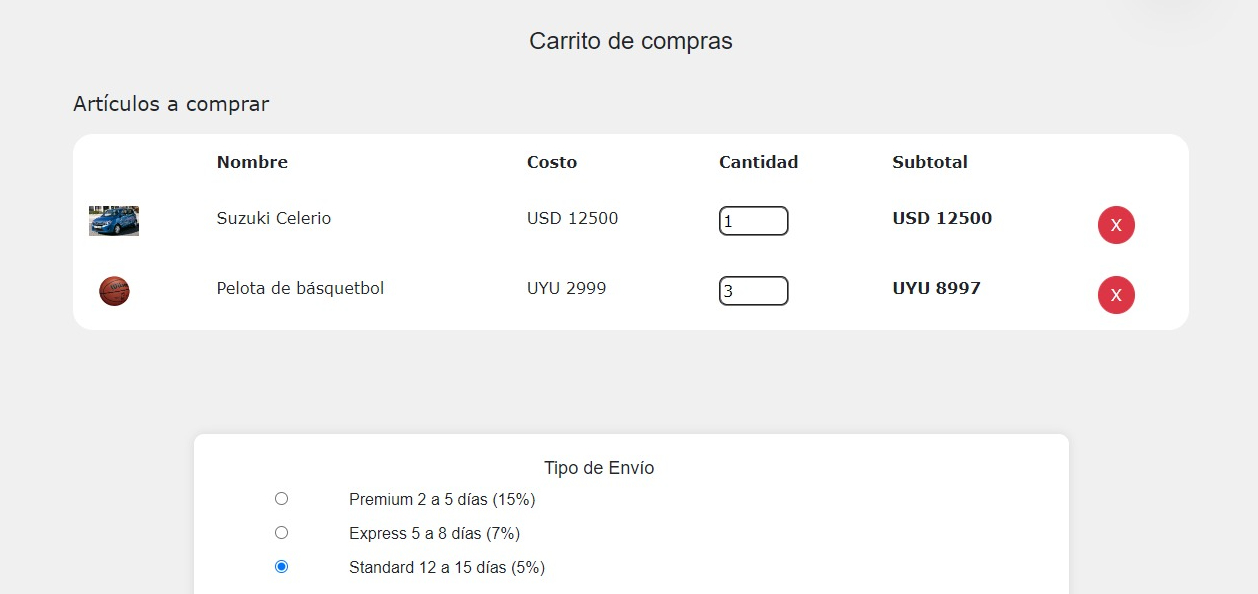 Carrito de compras
Artículos a comprar
Nombre Costo Cantidad Subtotal
Suzuki Celerio USD 12500 1 USD 12500 X
Pelota de básquetbol UYU 2999 3 UYU 8997 X
Tipo de Envío
Premium 2 a 5 días (15%)
Express 5 a 8 días (7%)
Standard 12 a 15 días (5%)